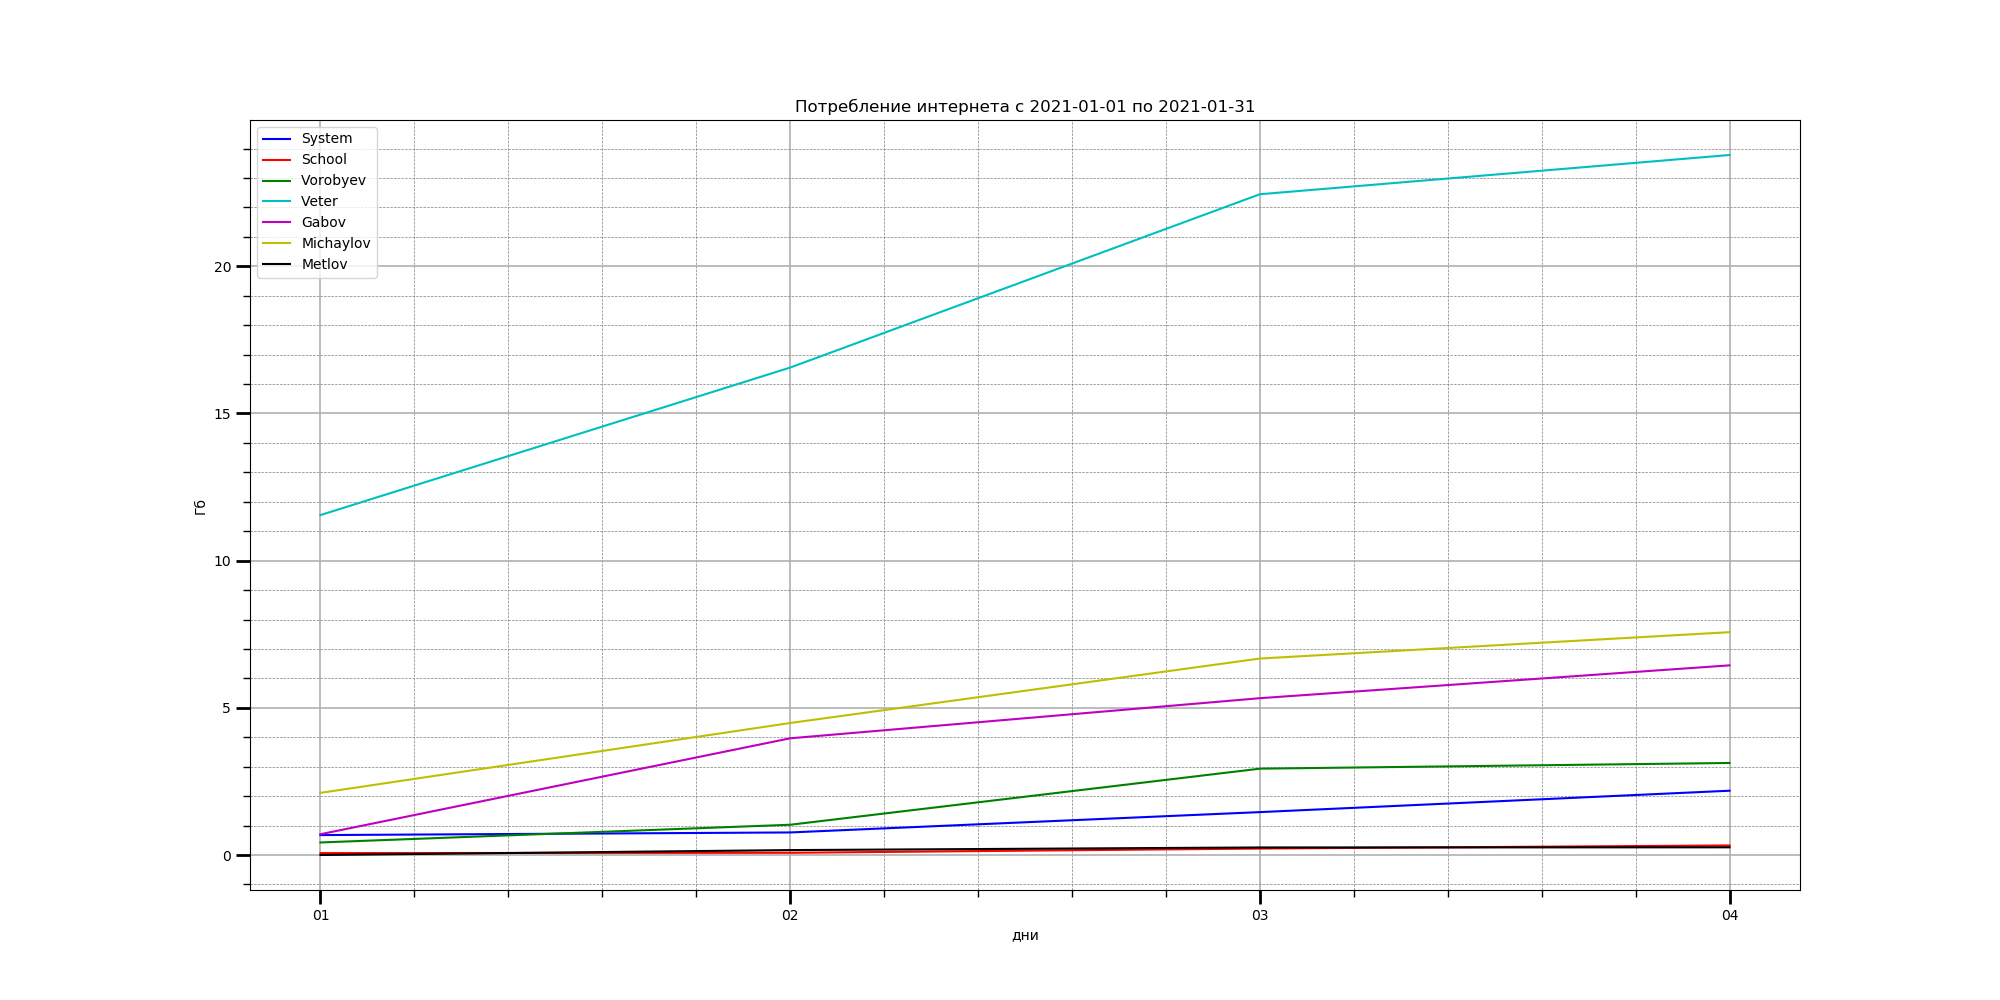 Потребление интернета с 2021-01-01 по 2021-01-31
System
School
Vorobyev
Veter
Gabov
Michaylov
Metlov
20
15
10
5
0
Гб
01 02 03 04
дни